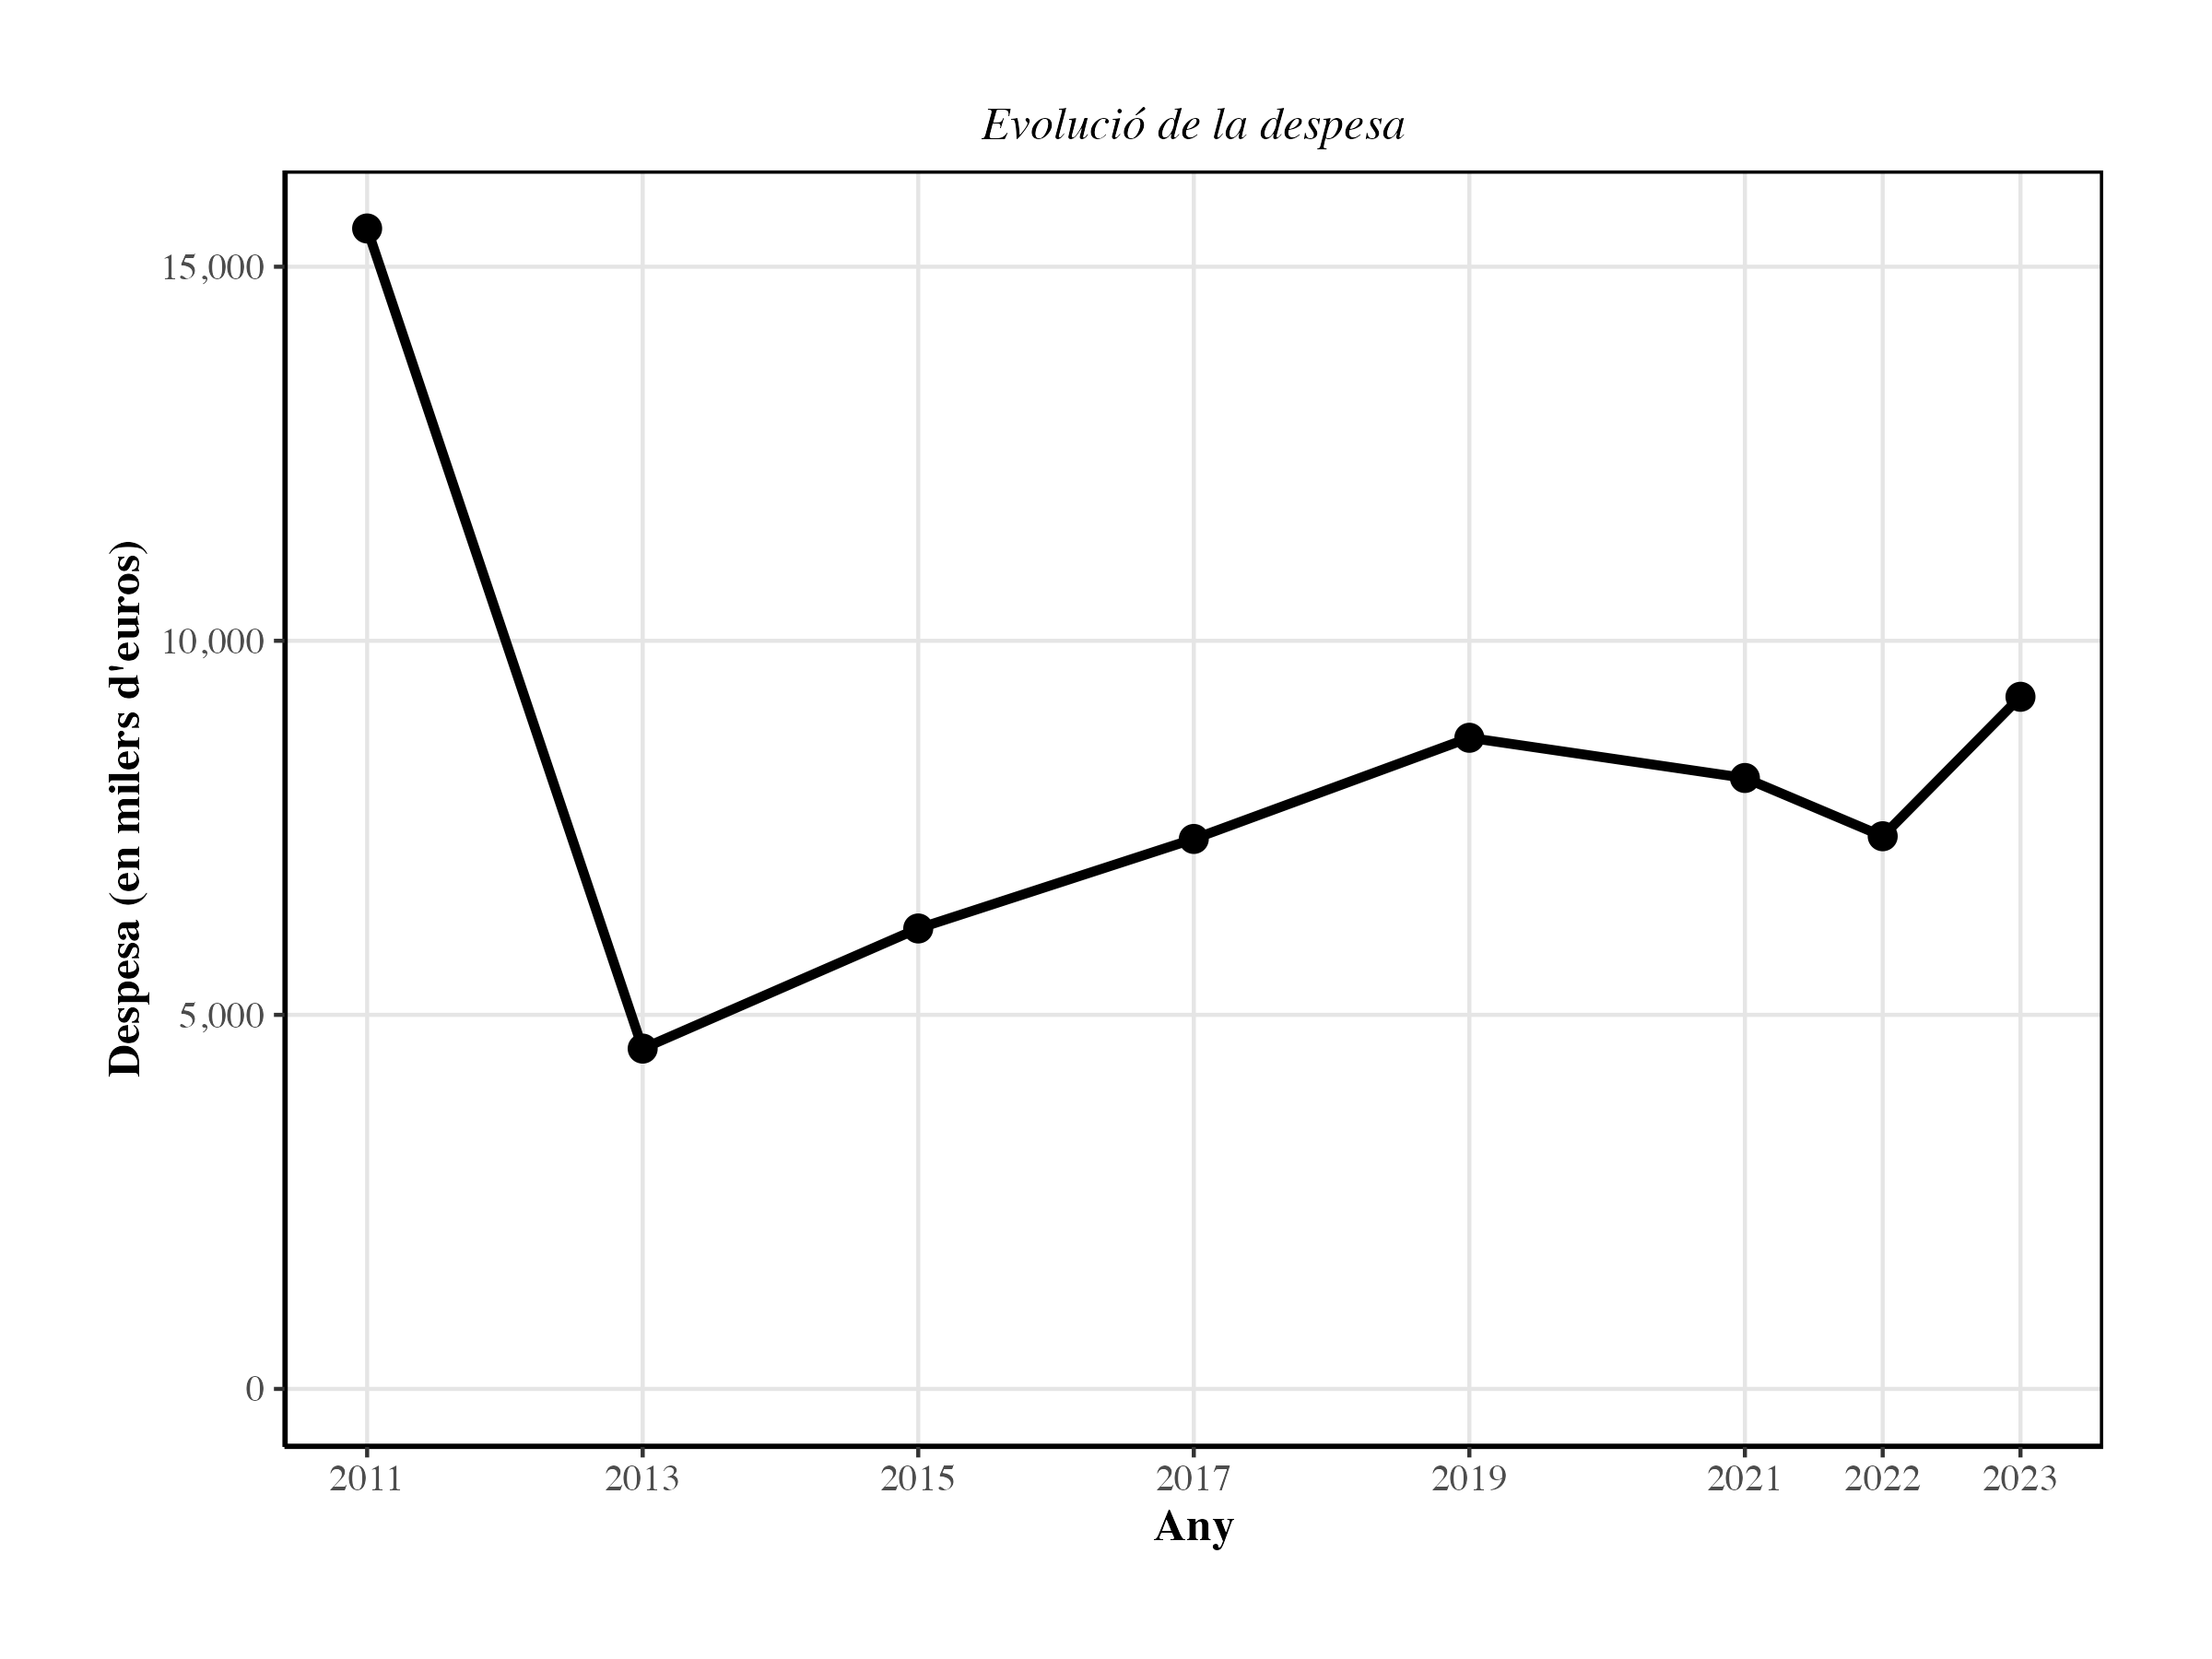 Evolució de la despesa
Despesa (en milers d'euros)
15,000
10,000
5,000
0
2011 2013 2015 2017 2019 2021 2022 2023
Any